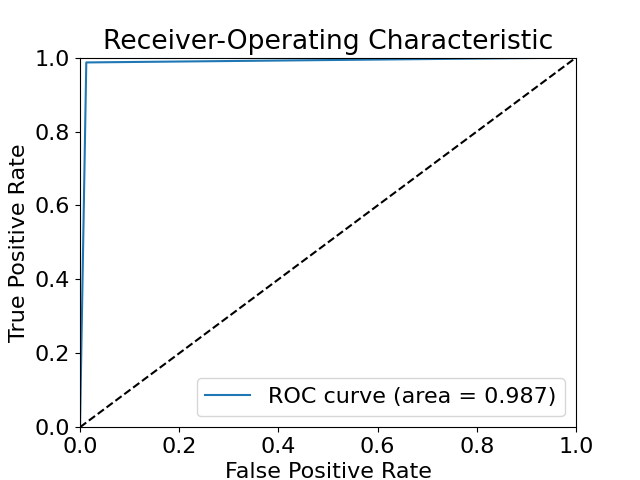 Receiver-Operating Characteristic
True Positive Rate
1.0
0.8
0.6
0.4
0.2
0.0
ROC curve (area = 0.987)
0.0 0.2 0.4 0.6 0.8 1.0
False Positive Rate